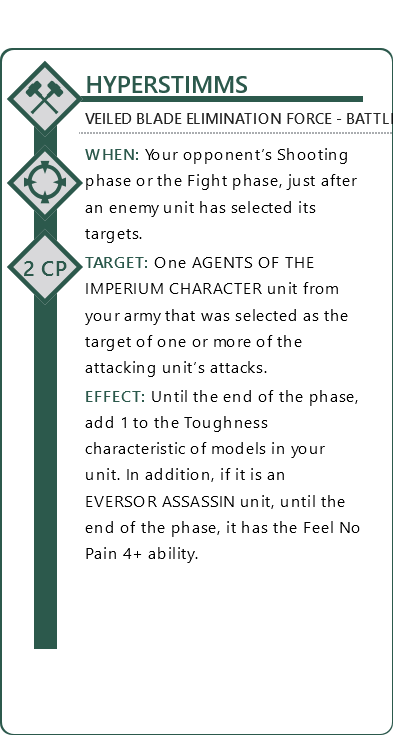 HYPERSTIMMS
VEILED BLADE ELIMINATION FORCE - BATTL
WHEN: Your opponent's Shooting
phase or the Fight phase, just after
an enemy unit has selected its
targets.
2 CP
TARGET: One AGENTS OF THE
IMPERIUM CHARACTER unit from
your army that was selected as the
target of one or more of the
attacking unit's attacks.
EFFECT: Until the end of the phase,
add 1 to the Toughness
characteristic of models in your
unit. In addition, if it is an
EVERSOR ASSASSIN unit, until the
end of the phase, it has the Feel No
Pain 4+ ability.